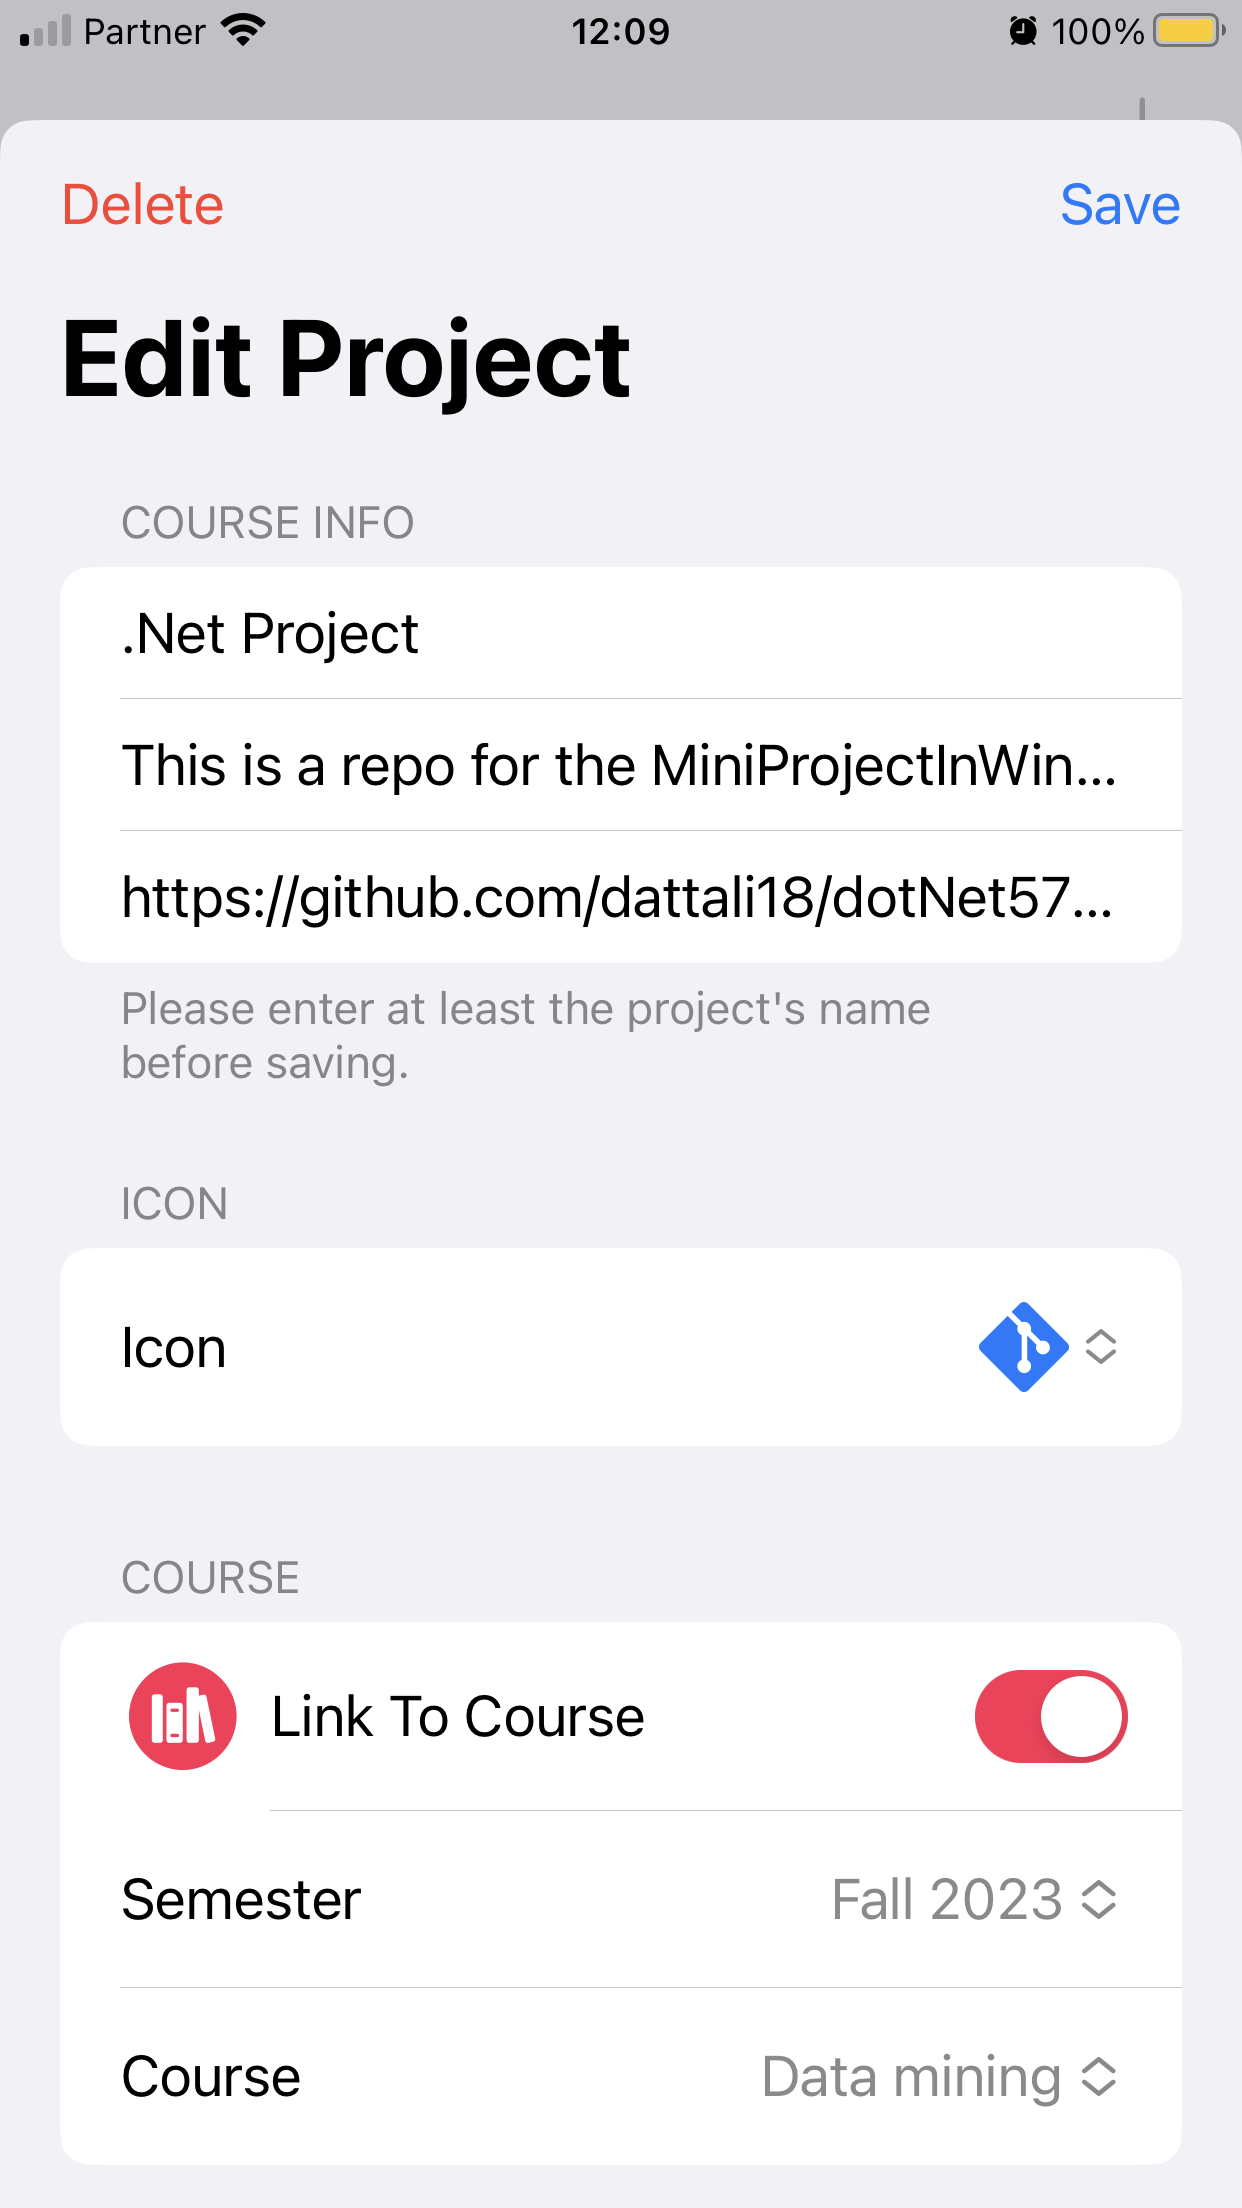 Partner 12:09 100%
Delete Save
Edit Project
COURSE INFO
.Net Project
This is a repo for the MiniProjectInWin...
https://github.com/dattali18/dotNet57...
Please enter at least the project's name
before saving.
ICON
Icon
COURSE
Link To Course
Semester Fall 2023
Course Data mining